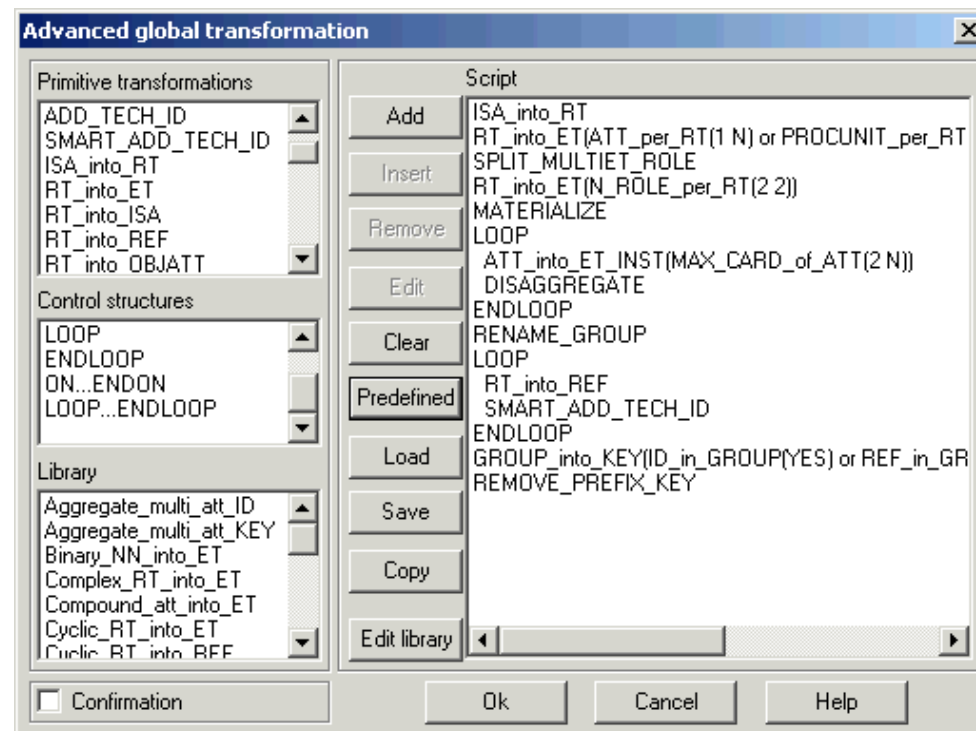 Advanced global transformation
Primitive transformations
ADD_TECH_ID
SMART_ADD_TECH_ID
ISA_into_RT
RT_into_ET
RT_into_ISA
RT_into_REF
RT_into_OBJATT
Control structures
LOOP
ENDLOOP
ON...ENDON
LOOP...ENDLOOP
Library
Aggregate_multi_att_ID
Aggregate_multi_att_KEY
Binary_NN_into_ET
Complex_RT_into_ET
Compound_att_into_ET
Cyclic_RT_into_ET
Cyclic_RT_into_REF
Confirmation
Add
Insert
Remove
Edit
Clear
Predefined
Load
Save
Copy
Edit library
Script
ISA_into_RT
RT_into_ET(ATT_per_RT(1 N) or PROCUNIT_per_RT
SPLIT_MULTIET_ROLE
RT_into_ET(N_ROLE_per_RT(2 2))
MATERIALIZE
LOOP
ATT_into_ET_INST(MAX_CARD_of_ATT(2 N))
DISAGGREGATE
ENDLOOP
RENAME_GROUP
LOOP
RT_into_REF
SMART_ADD_TECH_ID
ENDLOOP
GROUP_into_KEY(ID_in_GROUP(YES) or REF_in_GR
REMOVE_PREFIX_KEY
Ok
Cancel
Help